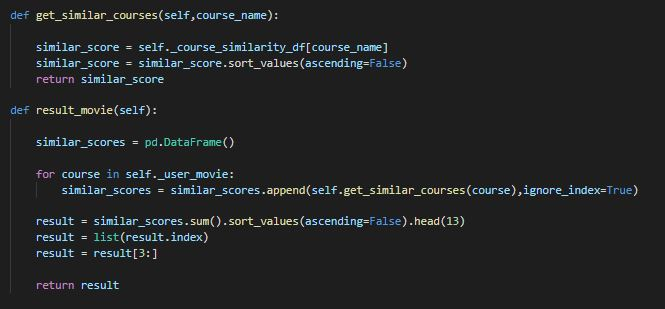 def get_similar_courses(self,course_name):
    similar_score = self._course_similarity_df[course_name]
    similar_score = similar_score.sort_values(ascending=False)
    return similar_score
def result_movie(self):
    similar_scores = pd.DataFrame()
    for course in self._user_movie:
        similar_scores = similar_scores.append(self.get_similar_courses(course),ignore_index=True)
    result = similar_scores.sum().sort_values(ascending=False).head(13)
    result = list(result.index)
    result = result[3:]
    return result